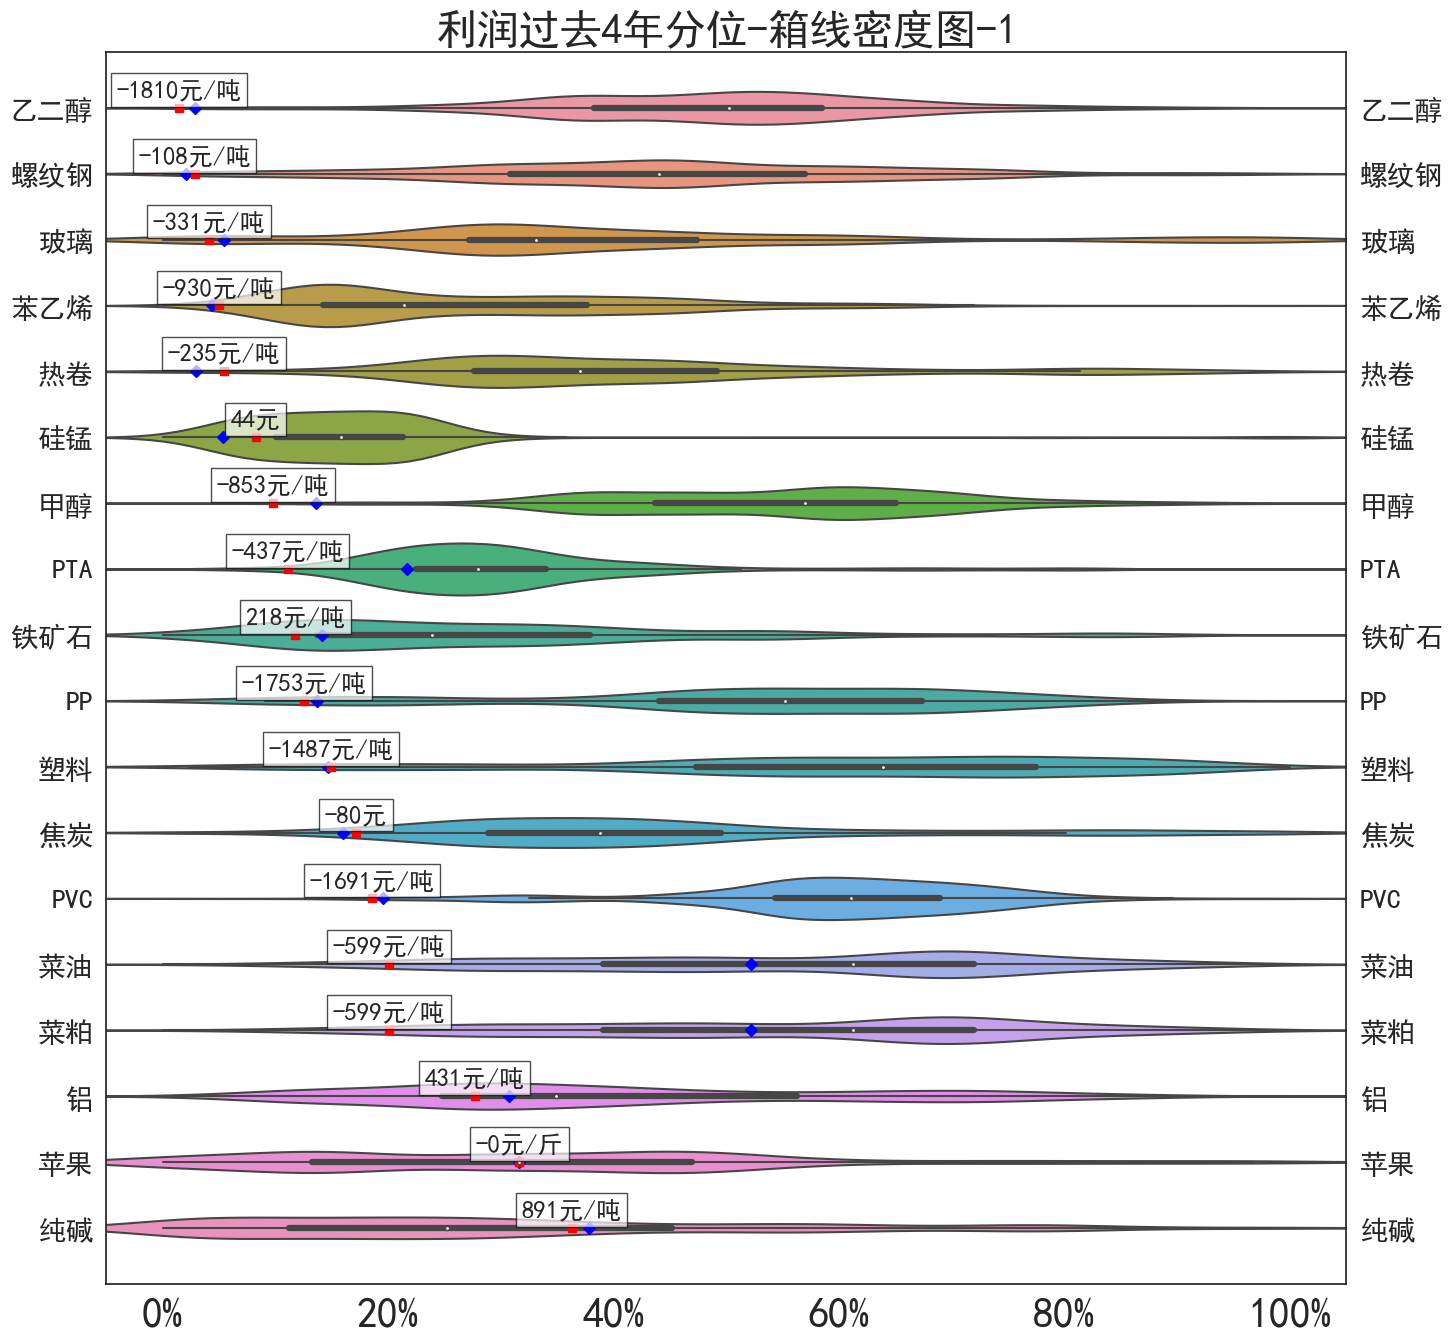 利润过去4年分位-箱线密度图-1
-1810元/吨
乙二醇 乙二醇
-108元/吨
螺纹钢 螺纹钢
-331元/吨
玻璃 玻璃
-930元/吨
苯乙烯 苯乙烯
-235元/吨
热卷 热卷
44元
硅锰 硅锰
-853元/吨
甲醇 甲醇
-437元/吨
PTA PTA
218元/吨
铁矿石 铁矿石
-1753元/吨
PP PP
-1487元/吨
塑料 塑料
-80元
焦炭 焦炭
-1691元/吨
PVC PVC
-599元/吨
菜油 菜油
-599元/吨
菜粕 菜粕
431元/吨
铝 铝
-0元/斤
苹果 苹果
891元/吨
纯碱 纯碱
0% 20% 40% 60% 80% 100%